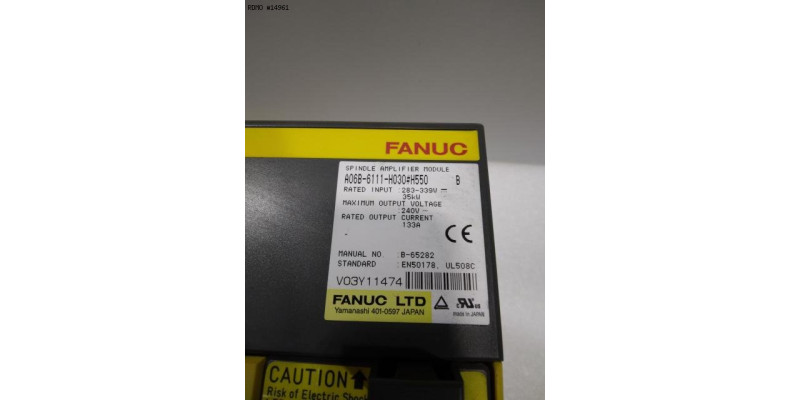 RDMO #14961
FANUC
SPINDLE AMPLIFIER MODULE
A06B-6111-H030#H550 B
RATED INPUT : 283-339V
35kW
MAXIMUM OUTPUT VOLTAGE
: 240V~
RATED OUTPUT CURRENT
133A
CE
MANUAL NO. : B-65282
STANDARD : EN50178, UL508C
V03Y11474
FANUC LTD
Yamanashi 401-0597 JAPAN
made in JAPAN
CAUTION
Risk of Electric Shock